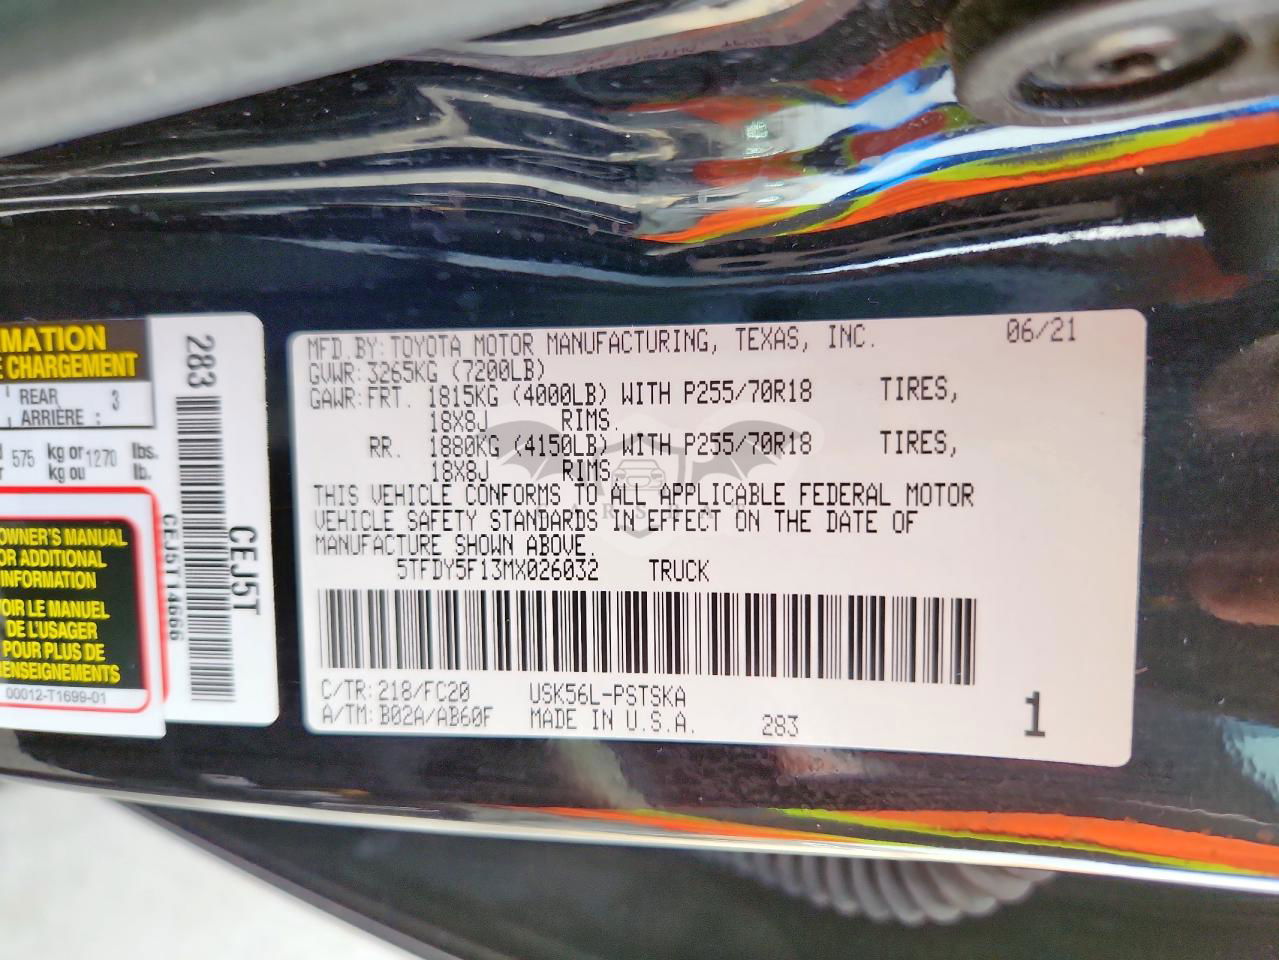 MFD.BY:TOYOTA MOTOR MANUFACTURING, TEXAS, INC. 06/21
GVWR:3265KG (7200LB)
GAWR:FRT. 1815KG (4000LB) WITH P255/70R18 TIRES,
18X8J RIMS.
RR. 1880KG (4150LB) WITH P255/70R18 TIRES,
18X8J RIMS.
THIS VEHICLE CONFORMS TO ALL APPLICABLE FEDERAL MOTOR
VEHICLE SAFETY STANDARDS IN EFFECT ON THE DATE OF
MANUFACTURE SHOWN ABOVE.
5TFDY5F13MX026032 TRUCK
C/TR:218/FC20 USK56L-PSTSKA
A/TM:B02A/AB60F MADE IN U.S.A. 283
1
283
CEJ5T
CEJ5T14666
MATION
E CHARGEMENT
REAR 3
ARRIÈRE :
575 kg or 1270 lbs.
kg ou lb.
OWNER'S MANUAL
OR ADDITIONAL
INFORMATION
VOIR LE MANUEL
DE L'USAGER
POUR PLUS DE
RENSEIGNEMENTS
00012-T1699-01